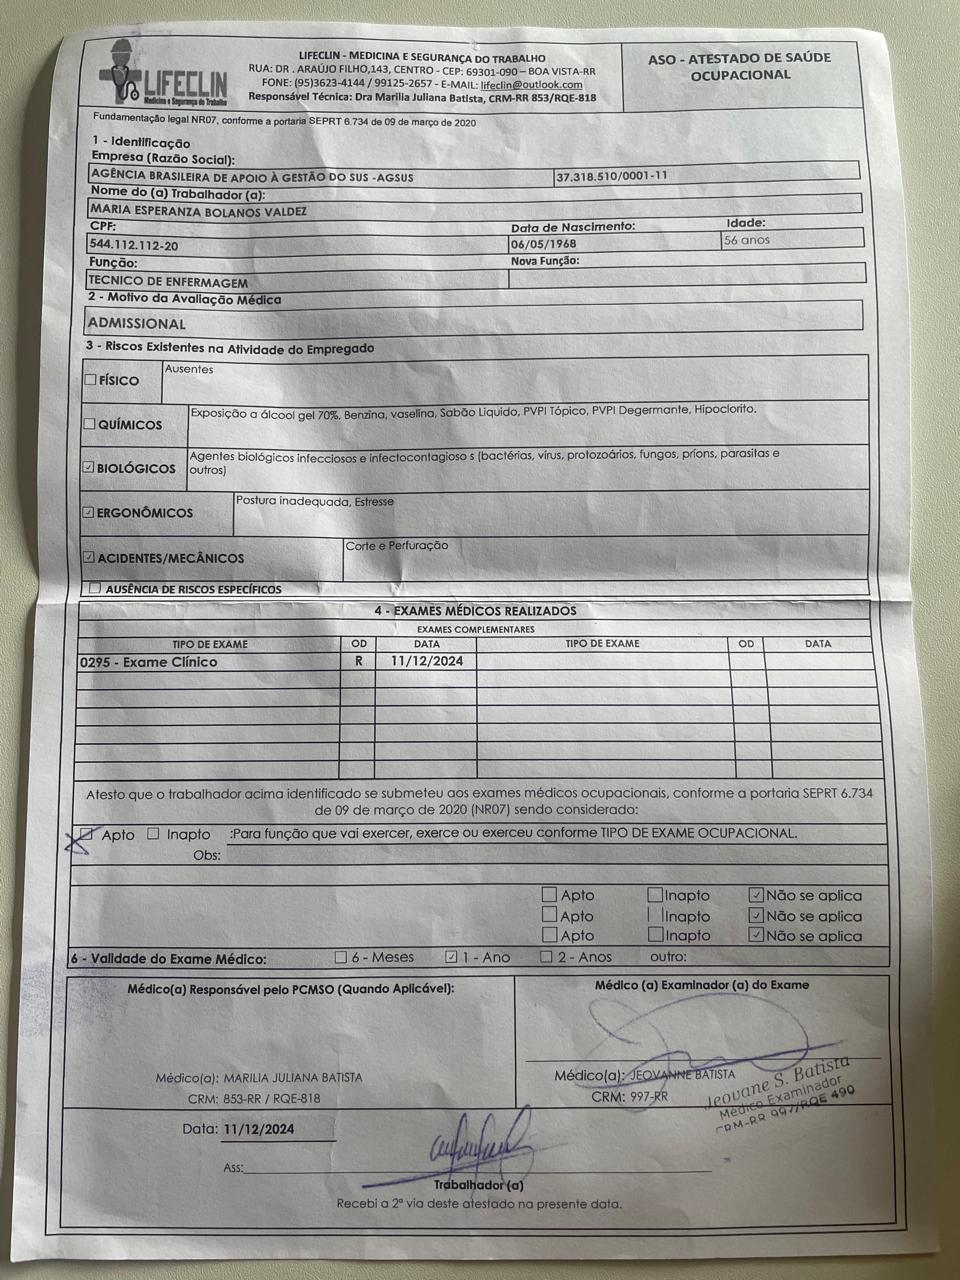 LIFECLIN
Medicina e Segurança do Trabalho
LIFECLIN - MEDICINA E SEGURANÇA DO TRABALHO
RUA: DR . ARAÚJO FILHO,143, CENTRO - CEP: 69301-090 – BOA VISTA-RR
FONE: (95)3623-4144 / 99125-2657 - E-MAIL: lifeclin@outlook.com
Responsável Técnica: Dra Marilia Juliana Batista, CRM-RR 853/RQE-818
ASO - ATESTADO DE SAÚDE
OCUPACIONAL
Fundamentação legal NR07, conforme a portaria SEPRT 6.734 de 09 de março de 2020
1 - Identificação
Empresa (Razão Social):
AGÊNCIA BRASILEIRA DE APOIO À GESTÃO DO SUS -AGSUS 37.318.510/0001-11
Nome do (a) Trabalhador (a):
MARIA ESPERANZA BOLANOS VALDEZ
CPF: Data de Nascimento: Idade:
544.112.112-20 06/05/1968 56 anos
Função: Nova Função:
TECNICO DE ENFERMAGEM
2 - Motivo da Avaliação Médica
ADMISSIONAL
3 - Riscos Existentes na Atividade do Empregado
FÍSICO Ausentes
QUÍMICOS Exposição a álcool gel 70%, Benzina, vaselina, Sabão Liquido, PVPI Tópico, PVPI Degermante, Hipoclorito.
BIOLÓGICOS Agentes biológicos infecciosos e infectocontagioso s (bactérias, vírus, protozoários, fungos, príons, parasitas e
outros)
ERGONÔMICOS Postura inadequada, Estresse
ACIDENTES/MECÂNICOS Corte e Perfuração
AUSÊNCIA DE RISCOS ESPECÍFICOS
4 - EXAMES MÉDICOS REALIZADOS
EXAMES COMPLEMENTARES
TIPO DE EXAME OD DATA TIPO DE EXAME OD DATA
0295 - Exame Clínico R 11/12/2024
Atesto que o trabalhador acima identificado se submeteu aos exames médicos ocupacionais, conforme a portaria SEPRT 6.734
de 09 de março de 2020 (NR07) sendo considerado:
Apto Inapto :Para função que vai exercer, exerce ou exerceu conforme TIPO DE EXAME OCUPACIONAL.
Obs:
Apto Inapto Não se aplica
Apto Inapto Não se aplica
Apto Inapto Não se aplica
6 - Validade do Exame Médico: 6 - Meses 1 - Ano 2 - Anos outro:
Médico(a) Responsável pelo PCMSO (Quando Aplicável): Médico (a) Examinador (a) do Exame
Médico(a): MARILIA JULIANA BATISTA
CRM: 853-RR / RQE-818
Médico(a): JEOVANNE BATISTA
CRM: 997-RR
Jeovane S. Batista
Médico Examinador
CRM-RR 997/RQE 490
Data: 11/12/2024
Ass:
Trabalhador (a)
Recebi a 2ª via deste atestado na presente data.